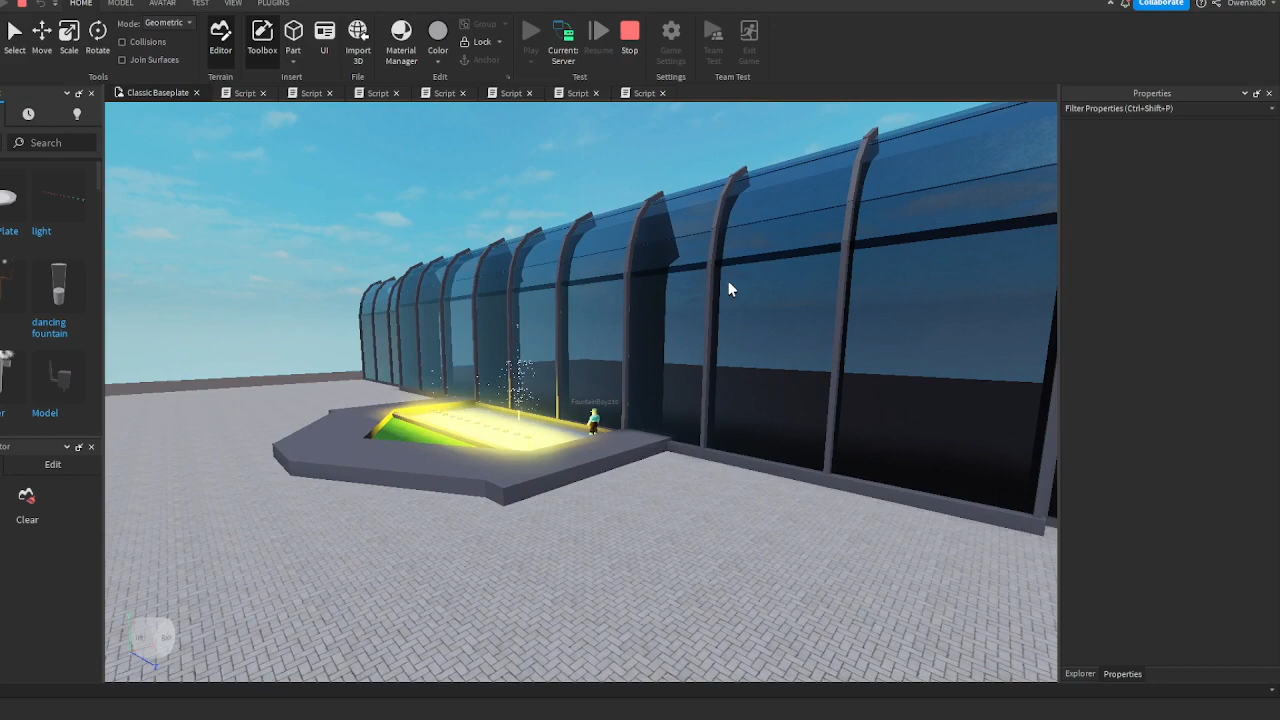 HOME MODEL AVATAR TEST VIEW PLUGINS
Collaborate Owenx800
Mode: Geometric
Collisions
Join Surfaces
Select Move Scale Rotate
Editor Toolbox Part UI
Import 3D
Material Manager
Color
Group
Lock
Anchor
Play
Current: Server
Resume Stop
Game Settings
Team Test
Exit Game
Tools Terrain Insert File Edit Test Settings Team Test
Classic Baseplate Script Script Script Script Script Script Script
Properties
Filter Properties (Ctrl+Shift+P)
Search
Plate light
dancing fountain
Model
Edit
Clear
Explorer Properties